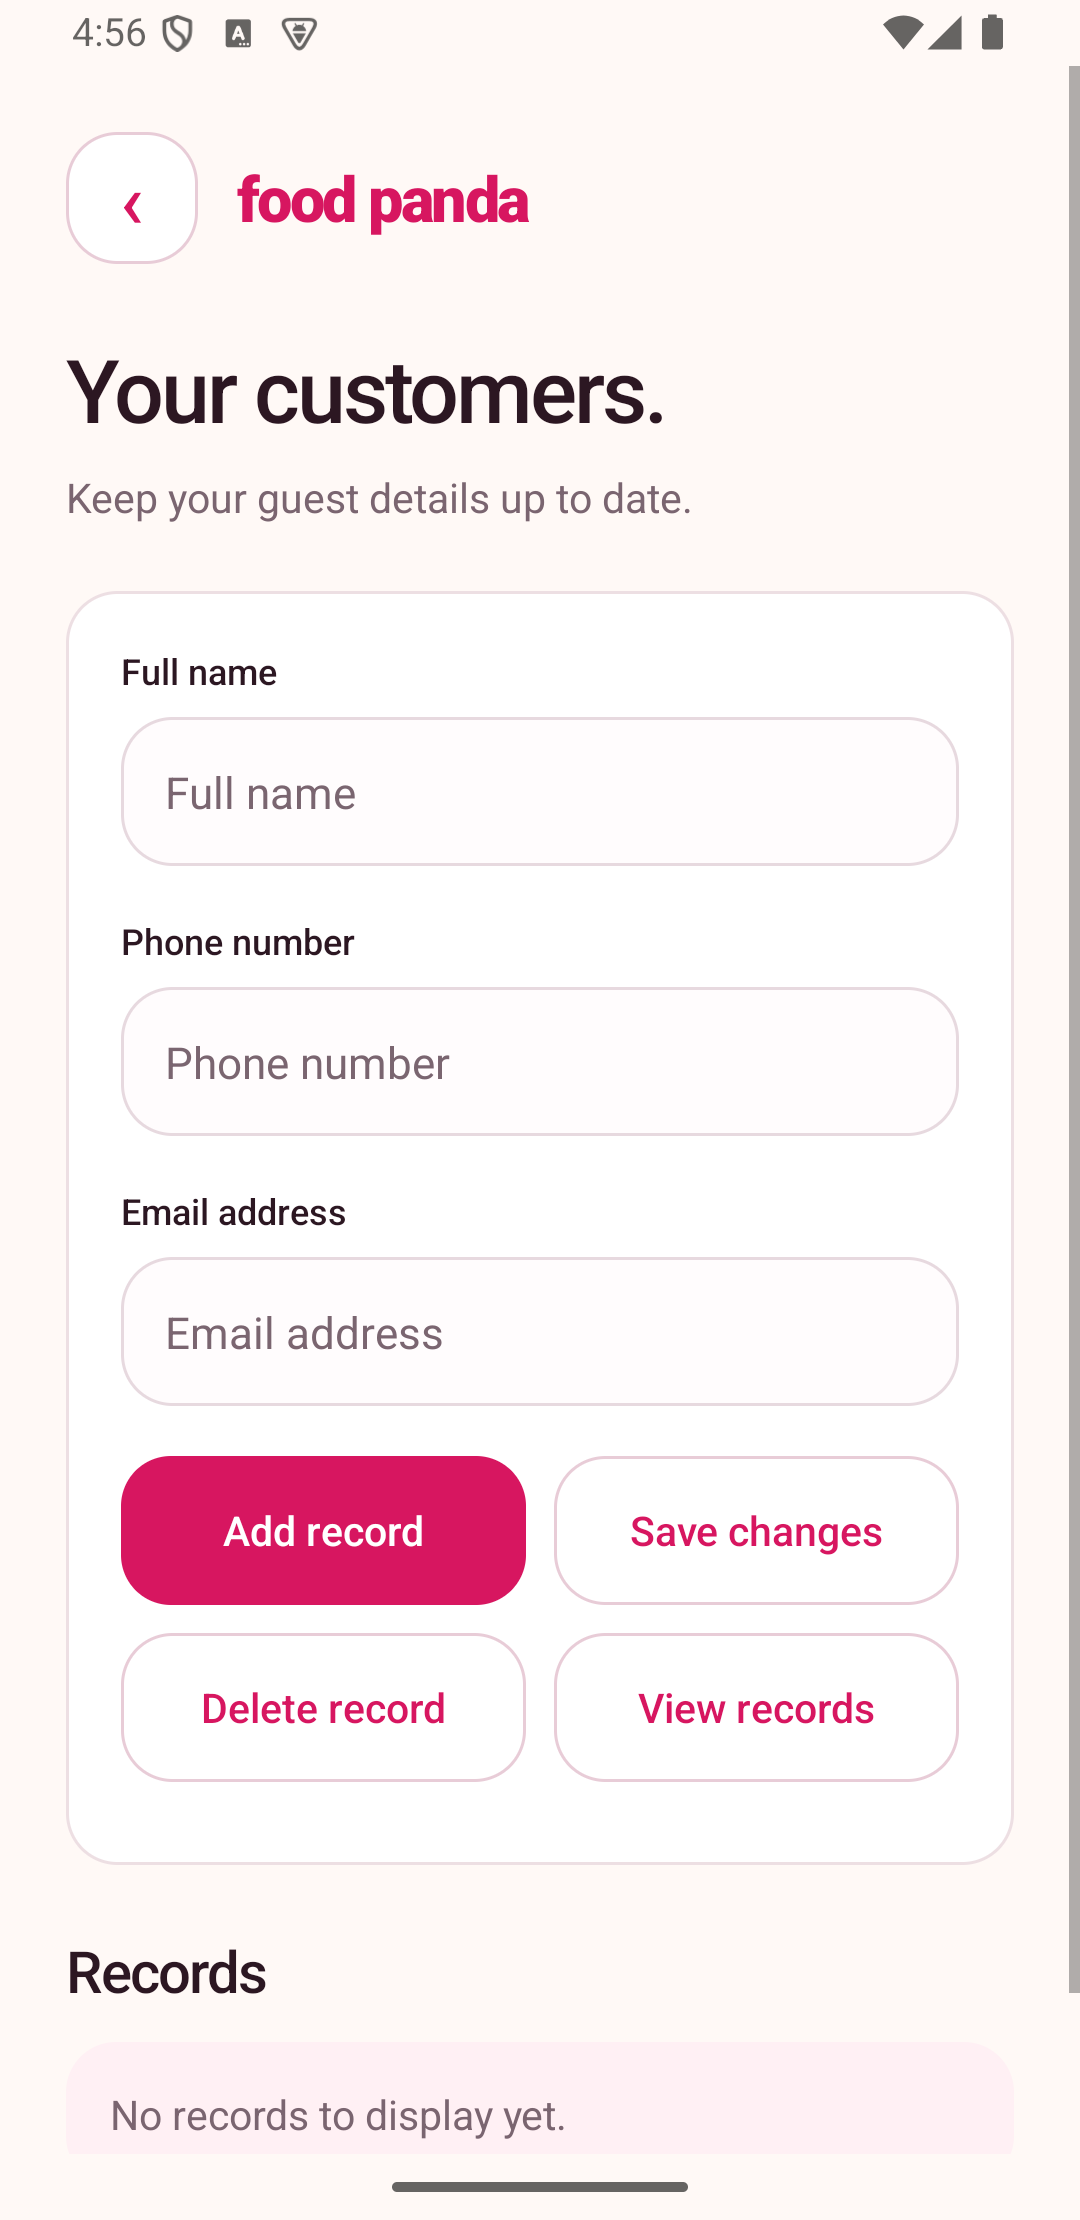 4:56
‹
food panda
Your customers.
Keep your guest details up to date.
Full name
Full name
Phone number
Phone number
Email address
Email address
Add record
Save changes
Delete record
View records
Records
No records to display yet.